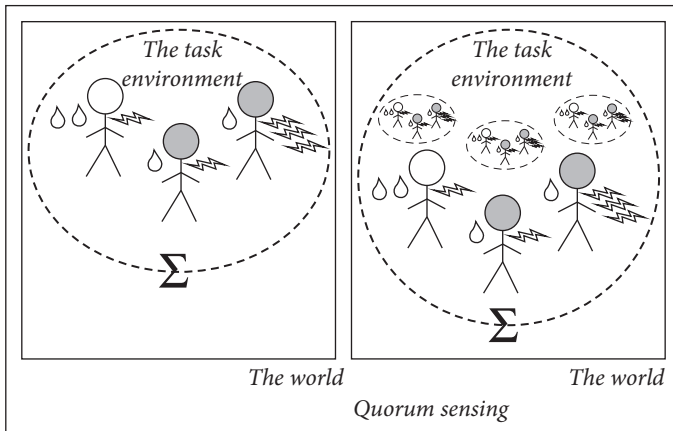 The task
environment
Σ
The world
The task
environment
Σ
The world
Quorum sensing